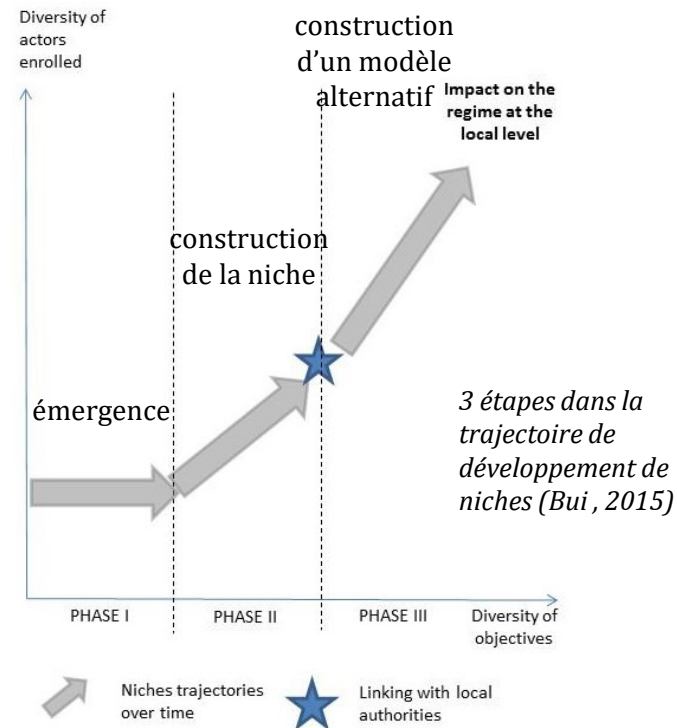 Diversity of
actors
enrolled
construction
d'un modèle
alternatif
Impact on the
regime at the
local level
construction
de la niche
émergence
3 étapes dans la
trajectoire de
développement de
niches (Bui , 2015)
PHASE I
PHASE II
PHASE III
Diversity of
objectives
Niches trajectories
over time
Linking with local
authorities